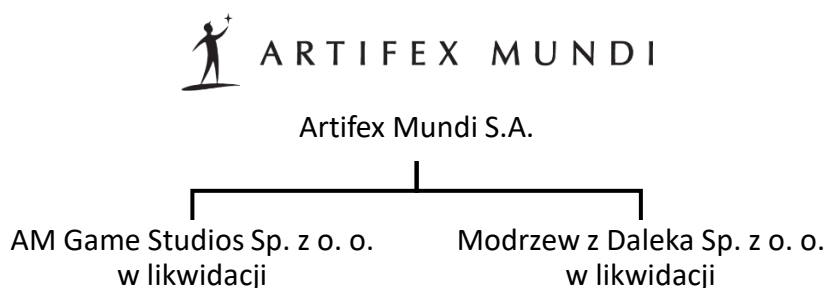 ARTIFEX MUNDI
Artifex Mundi S.A.
AM Game Studios Sp. z o. o.
w likwidacji
Modrzew z Daleka Sp. z o. o.
w likwidacji